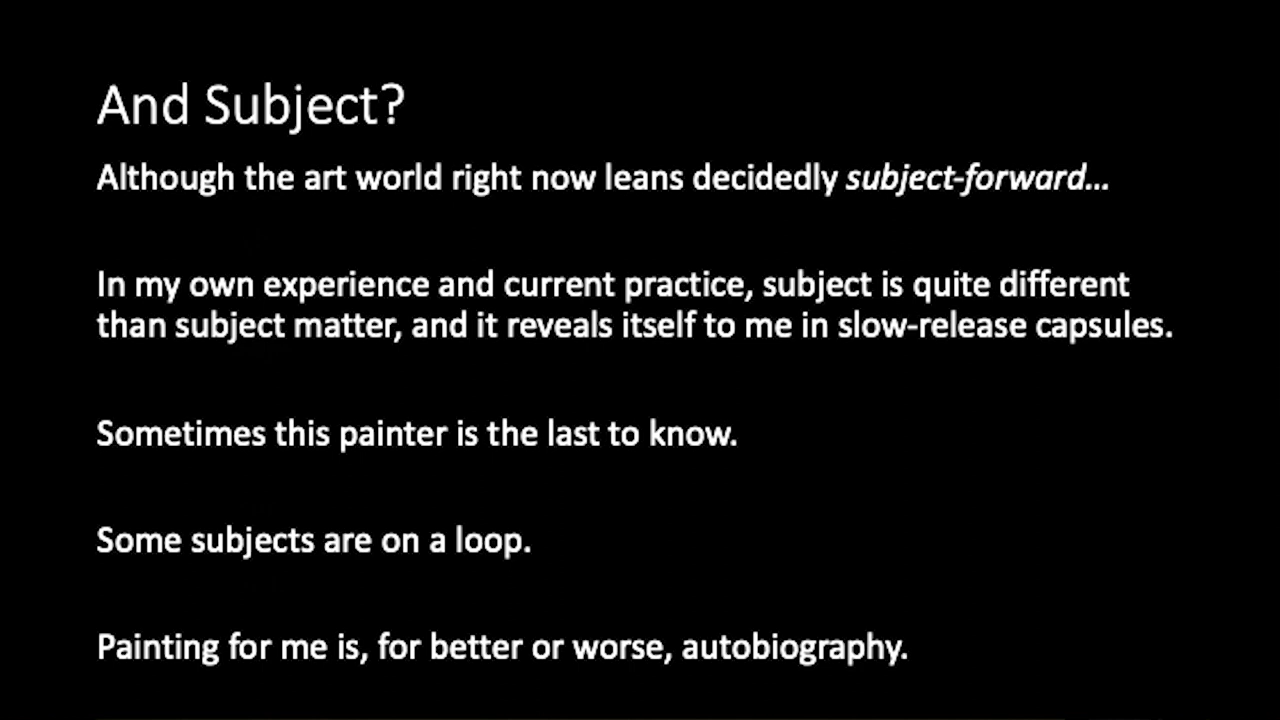 And Subject?
Although the art world right now leans decidedly subject-forward...
In my own experience and current practice, subject is quite different
than subject matter, and it reveals itself to me in slow-release capsules.
Sometimes this painter is the last to know.
Some subjects are on a loop.
Painting for me is, for better or worse, autobiography.